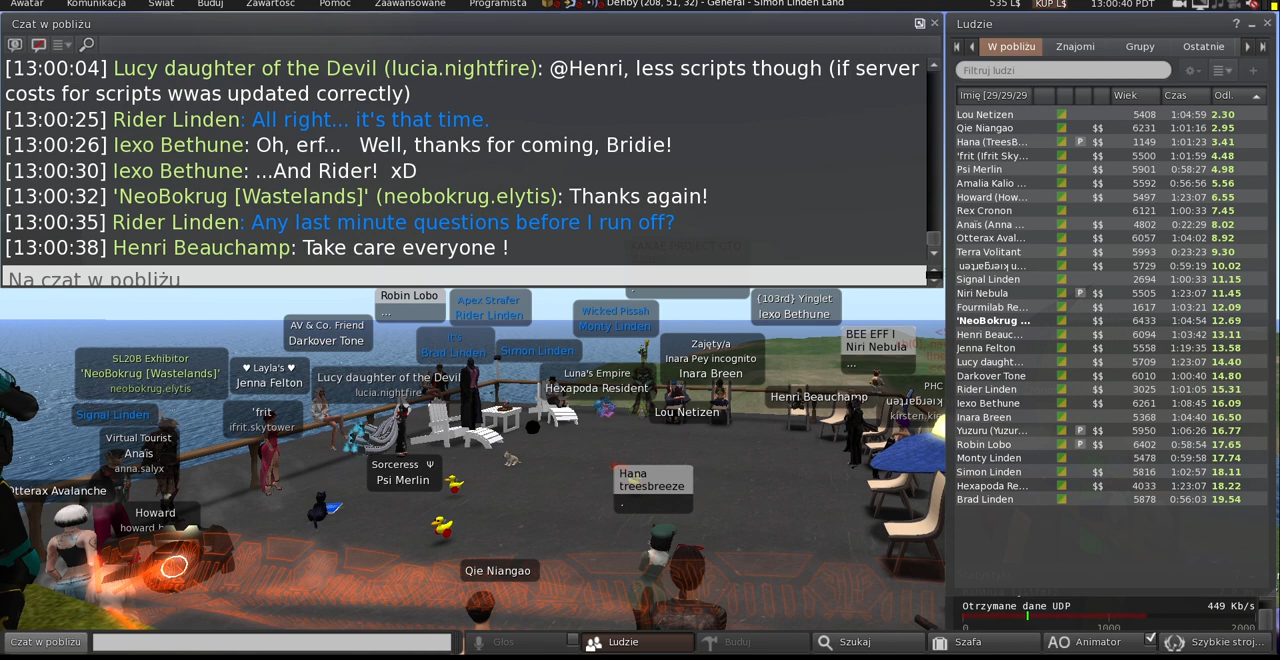 Awatar Komunikacja Świat Buduj Zawartość Pomoc Zaawansowane Programista Denby (208, 51, 32) - General - Simon Linden Land 535 L$ KUP L$ 13:00:40 PDT
Czat w pobliżu
[13:00:04] Lucy daughter of the Devil (lucia.nightfire): @Henri, less scripts though (if server
costs for scripts wwas updated correctly)
[13:00:25] Rider Linden: All right... it's that time.
[13:00:26] Iexo Bethune: Oh, erf... Well, thanks for coming, Bridie!
[13:00:30] Iexo Bethune: ...And Rider! xD
[13:00:32] 'NeoBokrug [Wastelands]' (neobokrug.elytis): Thanks again!
[13:00:35] Rider Linden: Any last minute questions before I run off?
[13:00:38] Henri Beauchamp: Take care everyone !
Na czat w pobliżu
Robin Lobo
...
Apex Strafer
Rider Linden
{103rd} Yinglet
Iexo Bethune
Wicked Pissah
Monty Linden
AV & Co. Friend
Darkover Tone
It's
Brad Linden
Simon Linden
BEE EFF I
Niri Nebula
...
Zajęty/a
Inara Pey incognito
Inara Breen
SL20B Exhibitor
'NeoBokrug [Wastelands]'
neobokrug.elytis
♥ Layla's ♥
Jenna Felton
Lucy daughter of the Devil
lucia.nightfire
Luna's Empire
Hexapoda Resident
PHC
kirsten.
Henri Beauchamp
Lou Netizen
Signal Linden
'frit
ifrit.skytower
Virtual Tourist
Anaïs
anna.salyx
Sorceress Ψ
Psi Merlin
Hana
treesbreeze
.
Otterax Avalanche
Howard
howard
Qie Niangao
Ludzie
? _ ×
W pobliżu Znajomi Grupy Ostatnie
Filtruj ludzi
Imię [29/29/29 Wiek Czas Odl.
Lou Netizen 5408 1:04:59 2.30
Qie Niangao $$ 6231 1:01:16 2.95
Hana (TreesB... P $$ 1149 1:01:23 3.41
'frit (Ifrit Sky... $$ 5500 1:01:59 4.48
Psi Merlin $$ 5901 0:58:27 4.98
Amalia Kalio ... $$ 5592 0:56:56 5.56
Howard (How... $$ 5497 1:23:07 6.55
Rex Cronon 6121 1:00:33 7.45
Anaïs (Anna ... $$ 4802 0:22:29 8.02
Otterax Aval... $$ 6057 1:04:02 8.92
Terra Volitant $$ 5993 0:23:23 9.30
$$ 5729 0:59:19 10.02
Signal Linden 2694 1:00:33 11.15
Niri Nebula P $$ 5505 1:23:07 11.45
Fourmilab Re... $$ 1617 1:03:21 12.09
'NeoBokrug ... $$ 6433 1:04:54 12.69
Henri Beauc... $$ 6094 1:03:42 13.11
Jenna Felton $$ 5558 1:19:35 13.58
Lucy daught... $$ 5709 1:23:07 14.40
Darkover Tone $$ 6010 1:00:40 14.80
Rider Linden $$ 3025 1:01:05 15.31
Iexo Bethune $$ 6261 1:08:45 16.09
Inara Breen 5368 1:04:40 16.50
Yuzuru (Yuzur... P $$ 5950 1:06:26 16.77
Robin Lobo P $$ 6402 0:58:54 17.65
Monty Linden 5478 0:59:58 17.74
Simon Linden $$ 5816 1:02:57 18.11
Hexapoda Re... $$ 4033 1:23:07 18.22
Brad Linden 5878 0:56:03 19.54
Otrzymane dane UDP 449 Kb/s
0 1000 2000
Czat w pobliżu Głos Ludzie Buduj Szukaj Szafa AO Animator Szybkie stroj...